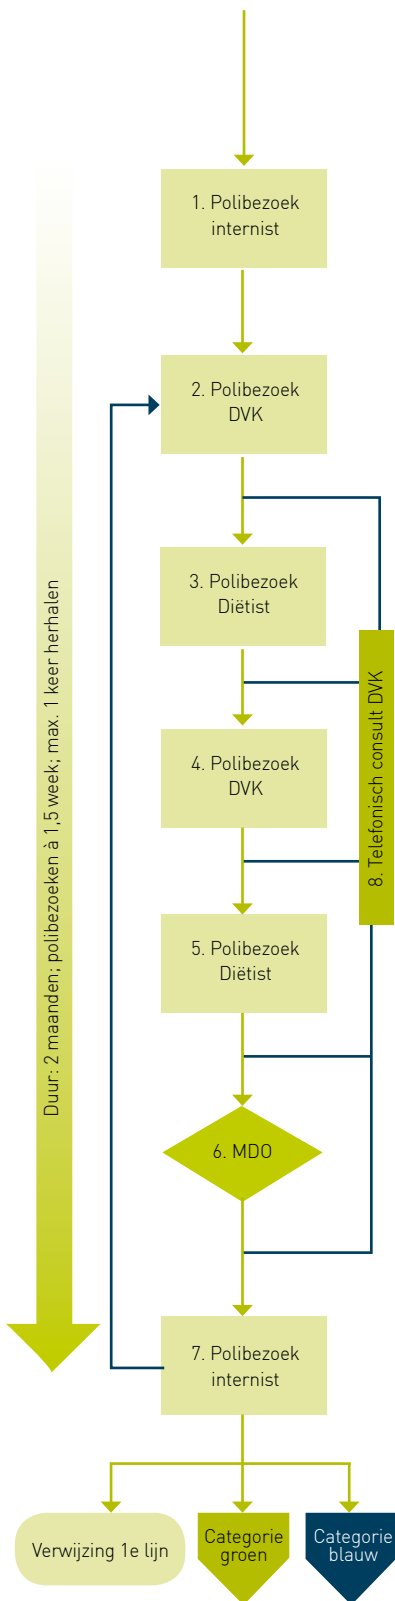 1. Polibezoek
internist
2. Polibezoek
DVK
3. Polibezoek
Diëtist
4. Polibezoek
DVK
5. Polibezoek
Diëtist
6. MDO
7. Polibezoek
internist
8. Telefonisch consult DVK
Duur: 2 maanden; polibezoeken à 1,5 week; max. 1 keer herhalen
Verwijzing 1e lijn
Categorie
groen
Categorie
blauw